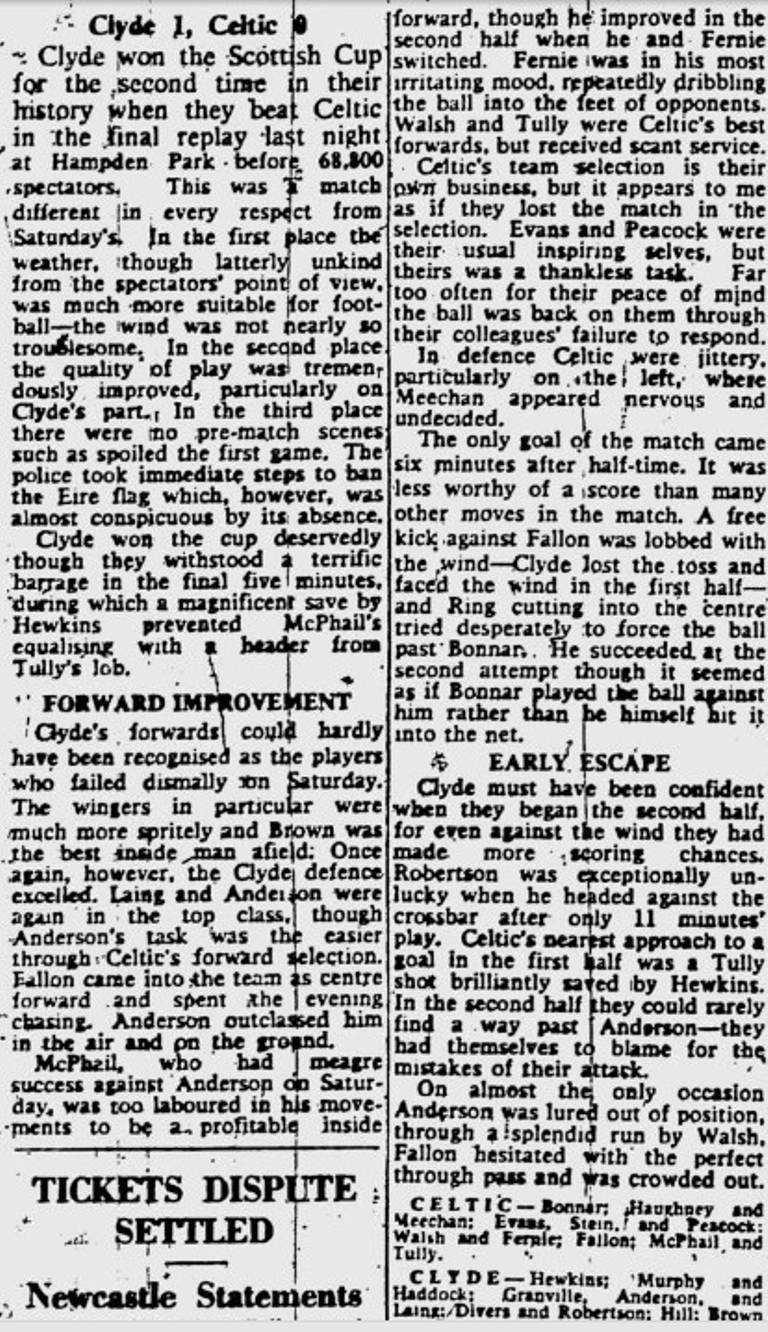 Clyde 1, Celtic 0
Clyde won the Scottish Cup
for the second time in their
history when they beat Celtic
in the final replay last night
at Hampden Park before 68,800
spectators. This was a match
different in every respect from
Saturday's. In the first place the
weather, though latterly unkind
from the spectators' point of view,
was much more suitable for foot-
ball—the wind was not nearly so
troublesome. In the second place
the quality of play was tremen-
dously improved, particularly on
Clyde's part. In the third place
there were no pre-match scenes
such as spoiled the first game. The
police took immediate steps to ban
the Eire flag which, however, was
almost conspicuous by its absence.
Clyde won the cup deservedly
though they withstood a terrific
barrage in the final five minutes,
during which a magnificent save by
Hewkins prevented McPhail's
equalising with a header from
Tully's lob.
FORWARD IMPROVEMENT
Clyde's forwards could hardly
have been recognised as the players
who failed dismally on Saturday.
The wingers in particular were
much more spritely and Brown was
the best inside man afield. Once
again, however, the Clyde defence
excelled. Laing and Anderson were
again in the top class, though
Anderson's task was the easier
through Celtic's forward selection.
Fallon came into the team as centre
forward and spent the evening
chasing. Anderson outclassed him
in the air and on the ground.
McPhail, who had meagre
success against Anderson on Satur-
day, was too laboured in his move-
ments to be a profitable inside
TICKETS DISPUTE
SETTLED
Newcastle Statements
forward, though he improved in the
second half when he and Fernie
switched. Fernie was in his most
irritating mood, repeatedly dribbling
the ball into the feet of opponents.
Walsh and Tully were Celtic's best
forwards, but received scant service.
Celtic's team selection is their
own business, but it appears to me
as if they lost the match in the
selection. Evans and Peacock were
their usual inspiring selves, but
theirs was a thankless task. Far
too often for their peace of mind
the ball was back on them through
their colleagues' failure to respond.
In defence Celtic were jittery,
particularly on the left, where
Meechan appeared nervous and
undecided.
The only goal of the match came
six minutes after half-time. It was
less worthy of a score than many
other moves in the match. A free
kick against Fallon was lobbed with
the wind—Clyde lost the toss and
faced the wind in the first half—
and Ring cutting into the centre
tried desperately to force the ball
past Bonnar. He succeeded at the
second attempt though it seemed
as if Bonnar played the ball against
him rather than he himself hit it
into the net.
EARLY ESCAPE
Clyde must have been confident
when they began the second half,
for even against the wind they had
made more scoring chances.
Robertson was exceptionally un-
lucky when he headed against the
crossbar after only 11 minutes'
play. Celtic's nearest approach to a
goal in the first half was a Tully
shot brilliantly saved by Hewkins.
In the second half they could rarely
find a way past Anderson—they
had themselves to blame for the
mistakes of their attack.
On almost the only occasion
Anderson was lured out of position,
through a splendid run by Walsh,
Fallon hesitated with the perfect
through pass and was crowded out.
CELTIC—Bonnar; Haughney and
Meechan; Evans, Stein, and Peacock;
Walsh and Fernie; Fallon; McPhail and
Tully.
CLYDE—Hewkins; Murphy and
Haddock; Granville, Anderson, and
Laing; Divers and Robertson; Hill; Brown